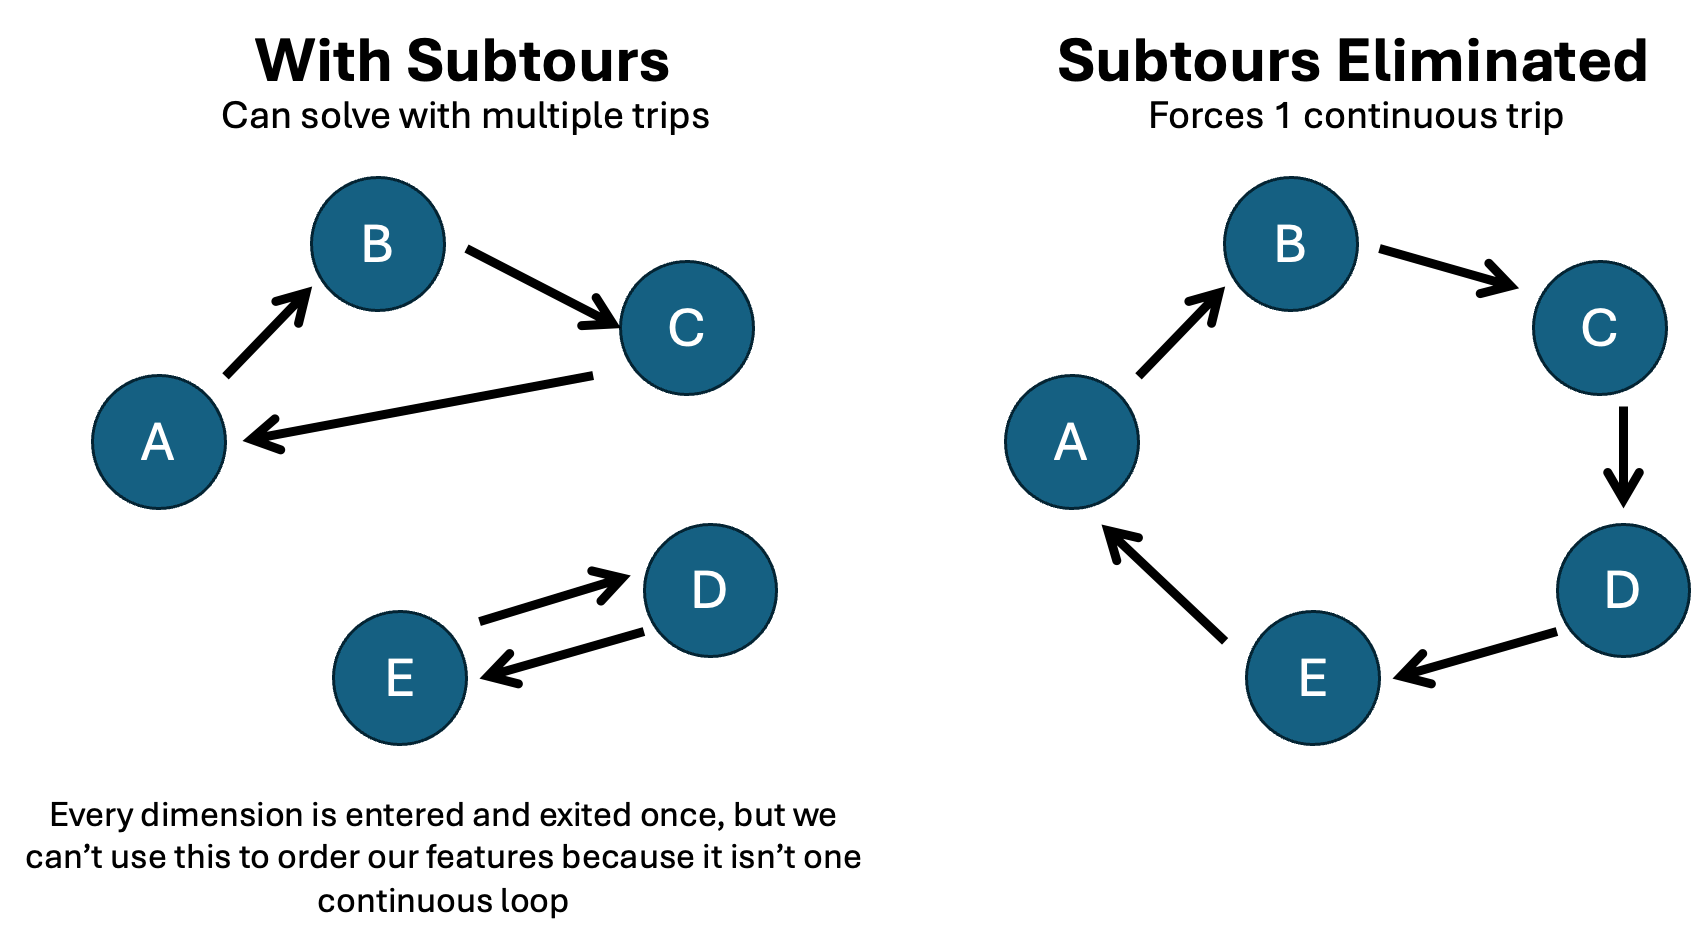 With Subtours
Can solve with multiple trips
B
C
A
D
E
Every dimension is entered and exited once, but we
can’t use this to order our features because it isn’t one
continuous loop
Subtours Eliminated
Forces 1 continuous trip
B
C
A
D
E